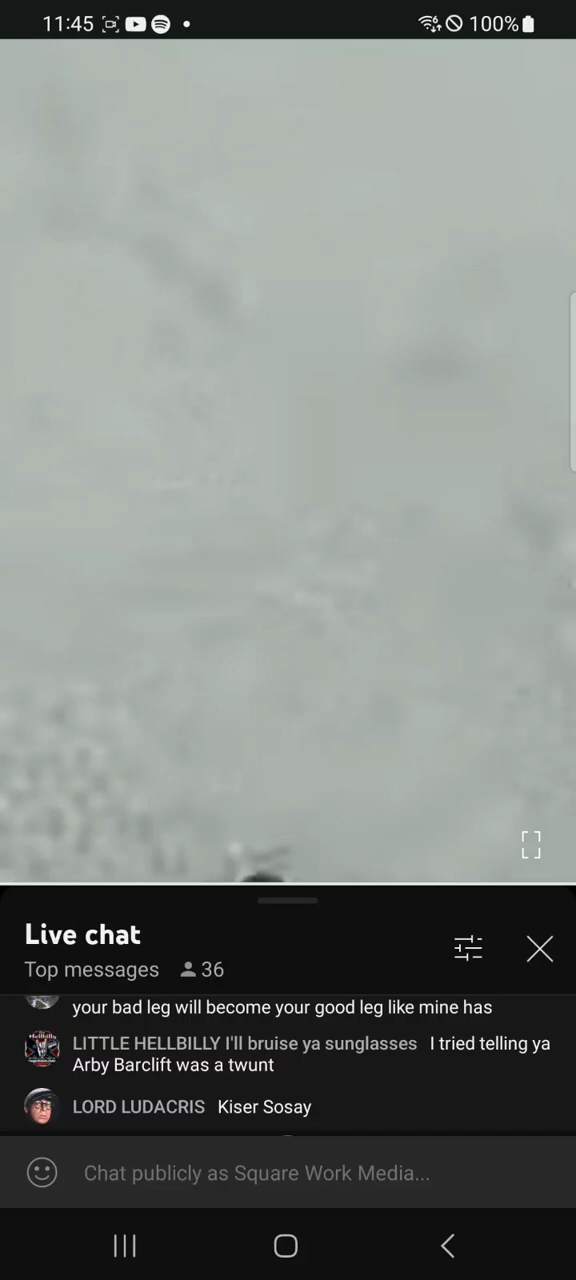 11:45 100%
Live chat
Top messages 36
your bad leg will become your good leg like mine has
LITTLE HELLBILLY I'll bruise ya sunglasses I tried telling ya
Arby Barclift was a twunt
LORD LUDACRIS Kiser Sosay
Chat publicly as Square Work Media...